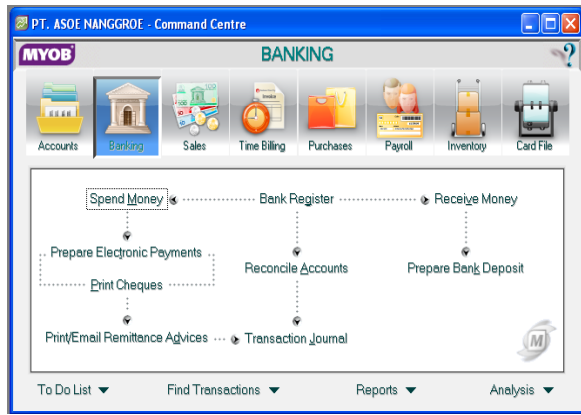 PT. ASOE NANGGROE - Command Centre
MYOB BANKING ?
Accounts Banking Sales Time Billing Purchases Payroll Inventory Card File
Spend Money Bank Register Receive Money
Prepare Electronic Payments
Reconcile Accounts Prepare Bank Deposit
Print Cheques
Print/Email Remittance Advices Transaction Journal
M
To Do List Find Transactions Reports Analysis